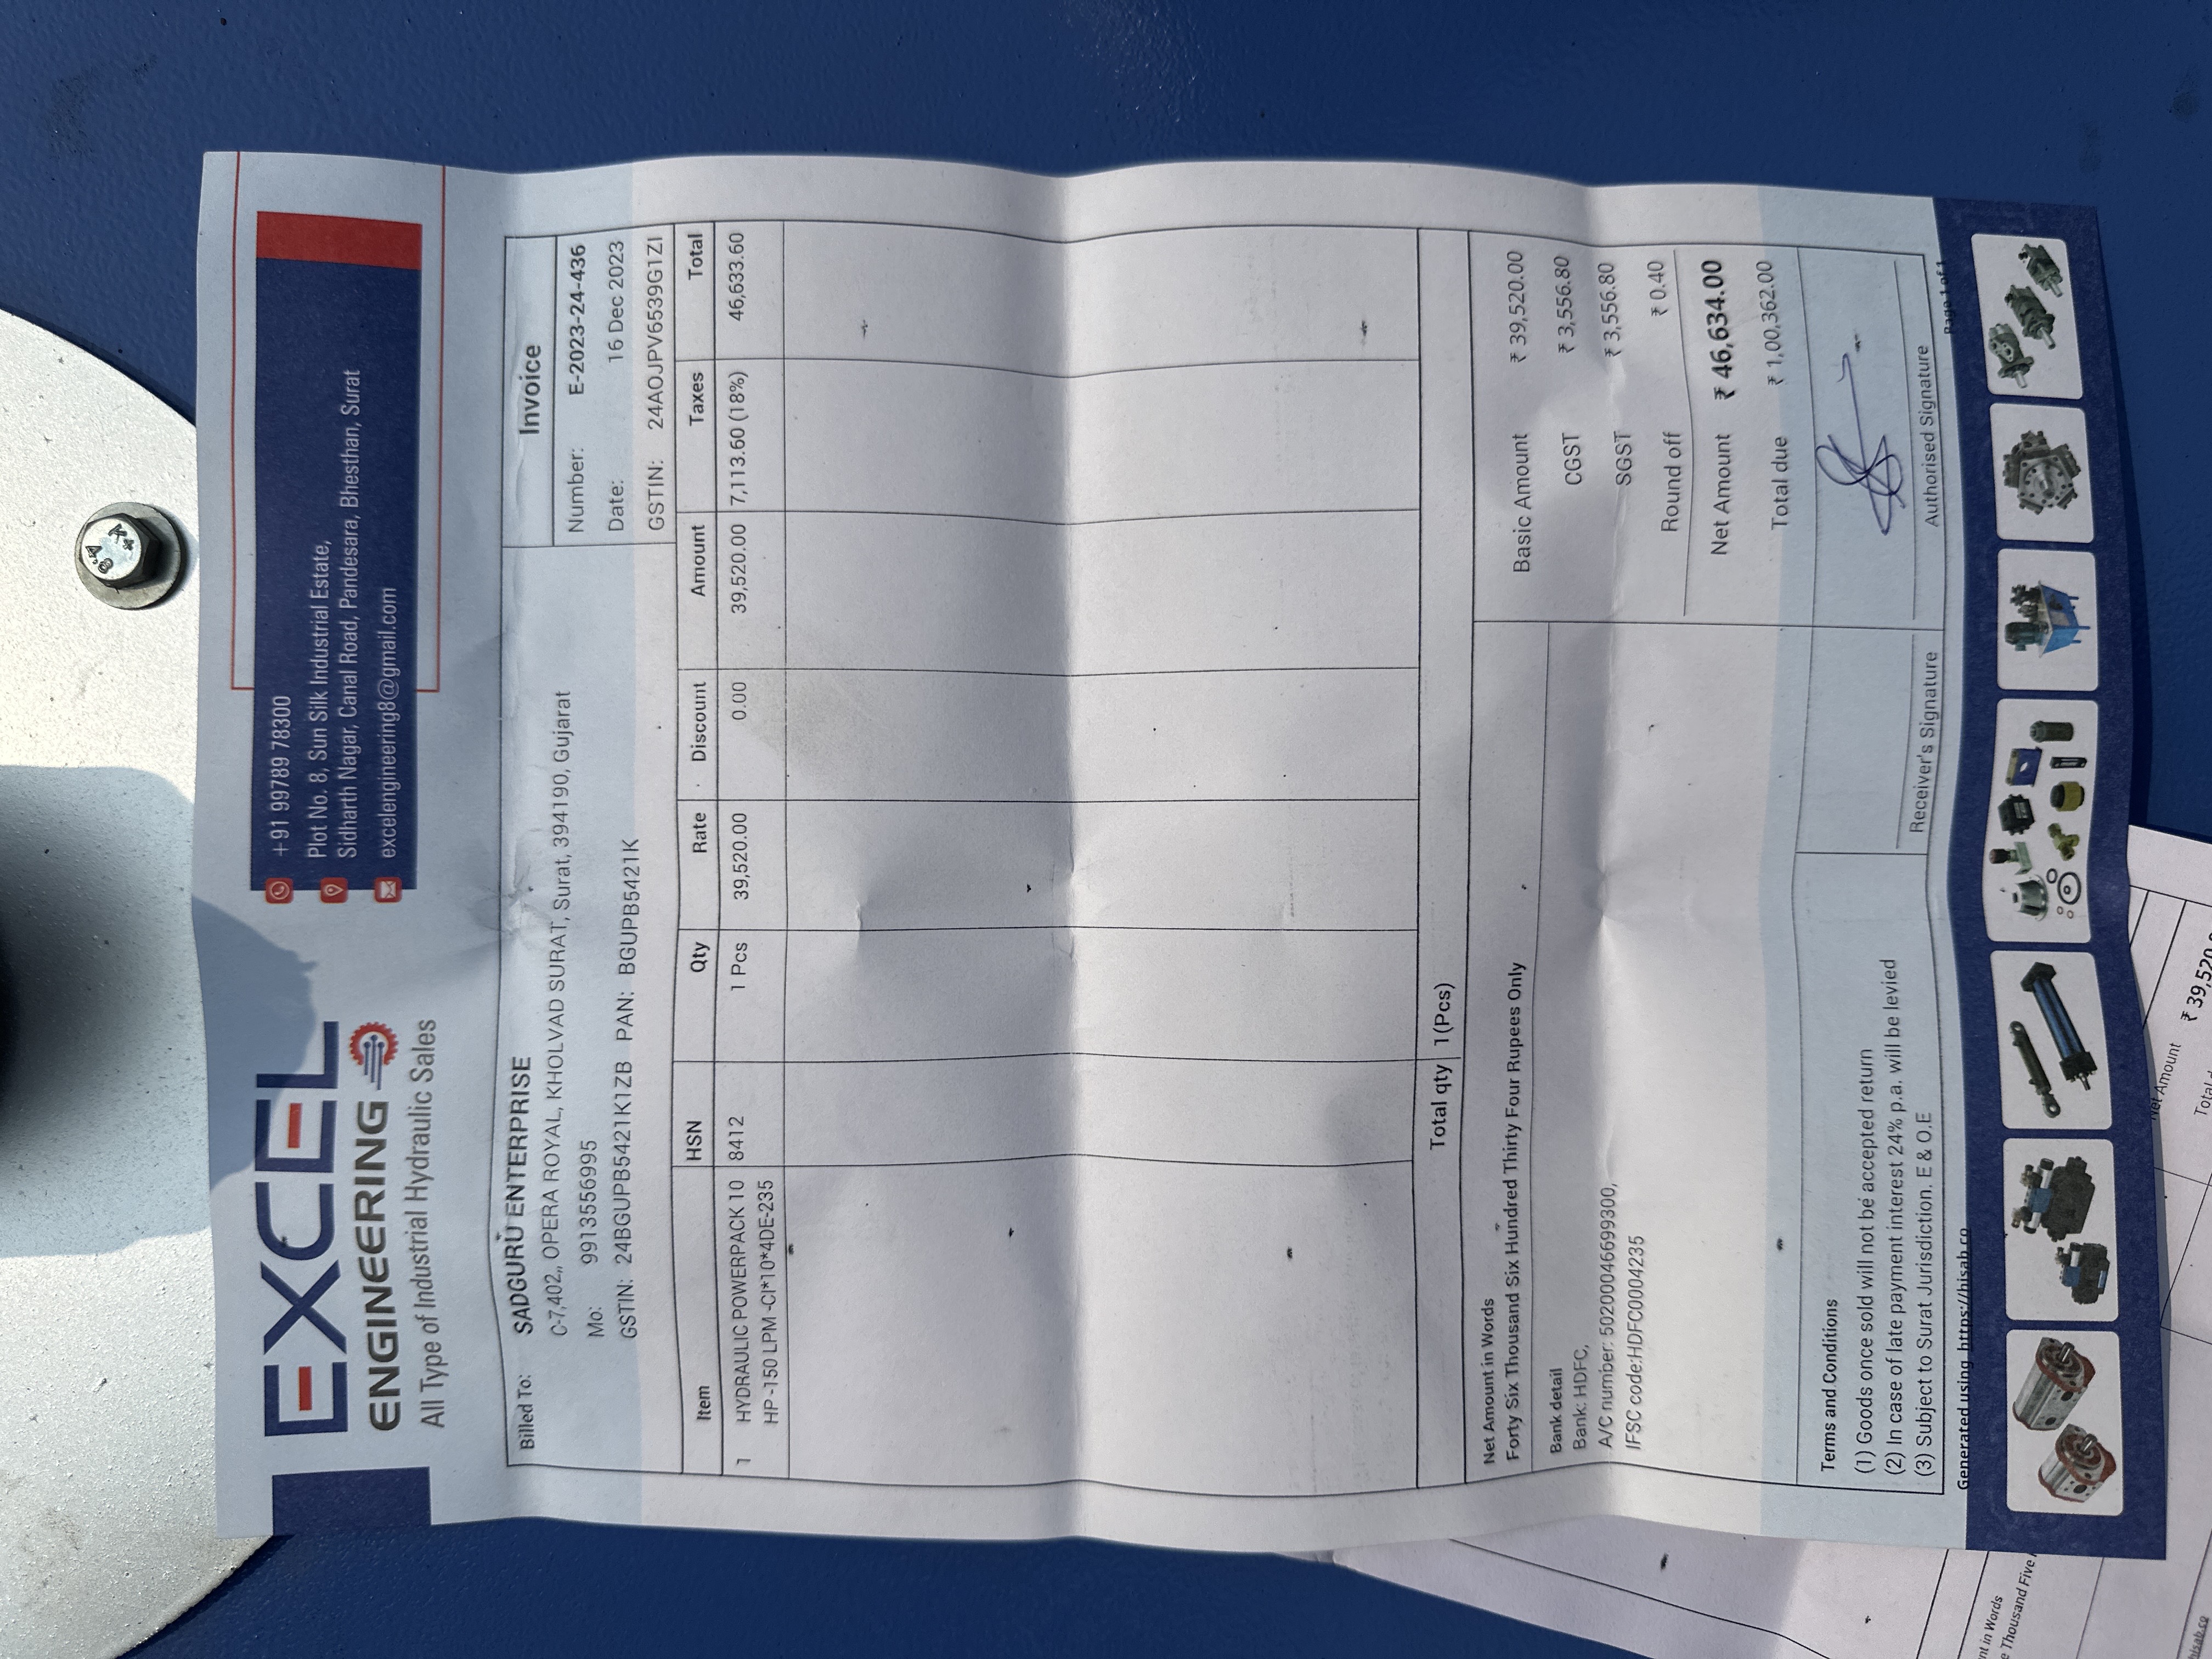 K+
4.8
EXCEL
ENGINEERING
All Type of Industrial Hydraulic Sales
+91 99789 78300
Plot No. 8, Sun Silk Industrial Estate,
Sidharth Nagar, Canal Road, Pandesara, Bhesthan, Surat
excelengineering8@gmail.com
Billed To: SADGURU ENTERPRISE
C-7,402,, OPERA ROYAL, KHOLVAD SURAT, Surat, 394190, Gujarat
Mo: 9913556995
GSTIN: 24BGUPB5421K1ZB PAN: BGUPB5421K
Invoice
Number: E-2023-24-436
Date: 16 Dec 2023
GSTIN: 24AOJPV6539G1ZI
Item HSN Qty Rate Discount Amount Taxes Total
1 HYDRAULIC POWERPACK 10 8412 1 Pcs 39,520.00 0.00 39,520.00 7,113.60 (18%) 46,633.60
HP -150 LPM -CI*10*4DE-235
Total qty 1(Pcs)
Net Amount in Words
Forty Six Thousand Six Hundred Thirty Four Rupees Only
Bank detail
Bank: HDFC,
A/C number: 50200046699300,
IFSC code:HDFC0004235
Basic Amount ₹ 39,520.00
CGST ₹ 3,556.80
SGST ₹ 3,556.80
Round off ₹ 0.40
Net Amount ₹ 46,634.00
Total due ₹ 1,00,362.00
Terms and Conditions
(1) Goods once sold will not be accepted return
(2) In case of late payment interest 24% p.a. will be levied
(3) Subject to Surat Jurisdiction. E & O.E
Receiver's Signature
Authorised Signature
Generated using https://hisab.co
Page 1 of 1
nt in Words
e Thousand Five
hisab.co
Net Amount ₹ 39,520
Total